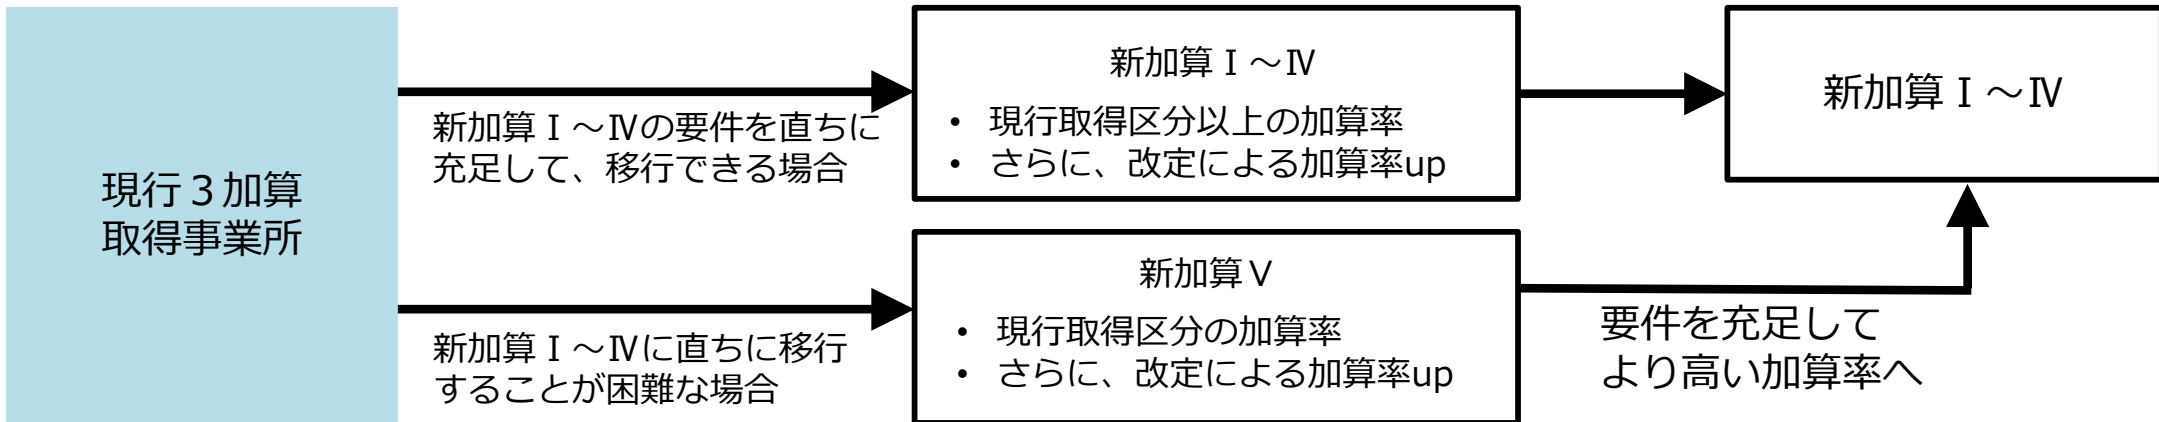 現行３加算
取得事業所
新加算Ⅰ～Ⅳの要件を直ちに
充足して、移行できる場合
新加算Ⅰ～Ⅳに直ちに移行
することが困難な場合
新加算Ⅰ～Ⅳ
• 現行取得区分以上の加算率
• さらに、改定による加算率up
新加算Ⅴ
• 現行取得区分の加算率
• さらに、改定による加算率up
新加算Ⅰ～Ⅳ
要件を充足して
より高い加算率へ